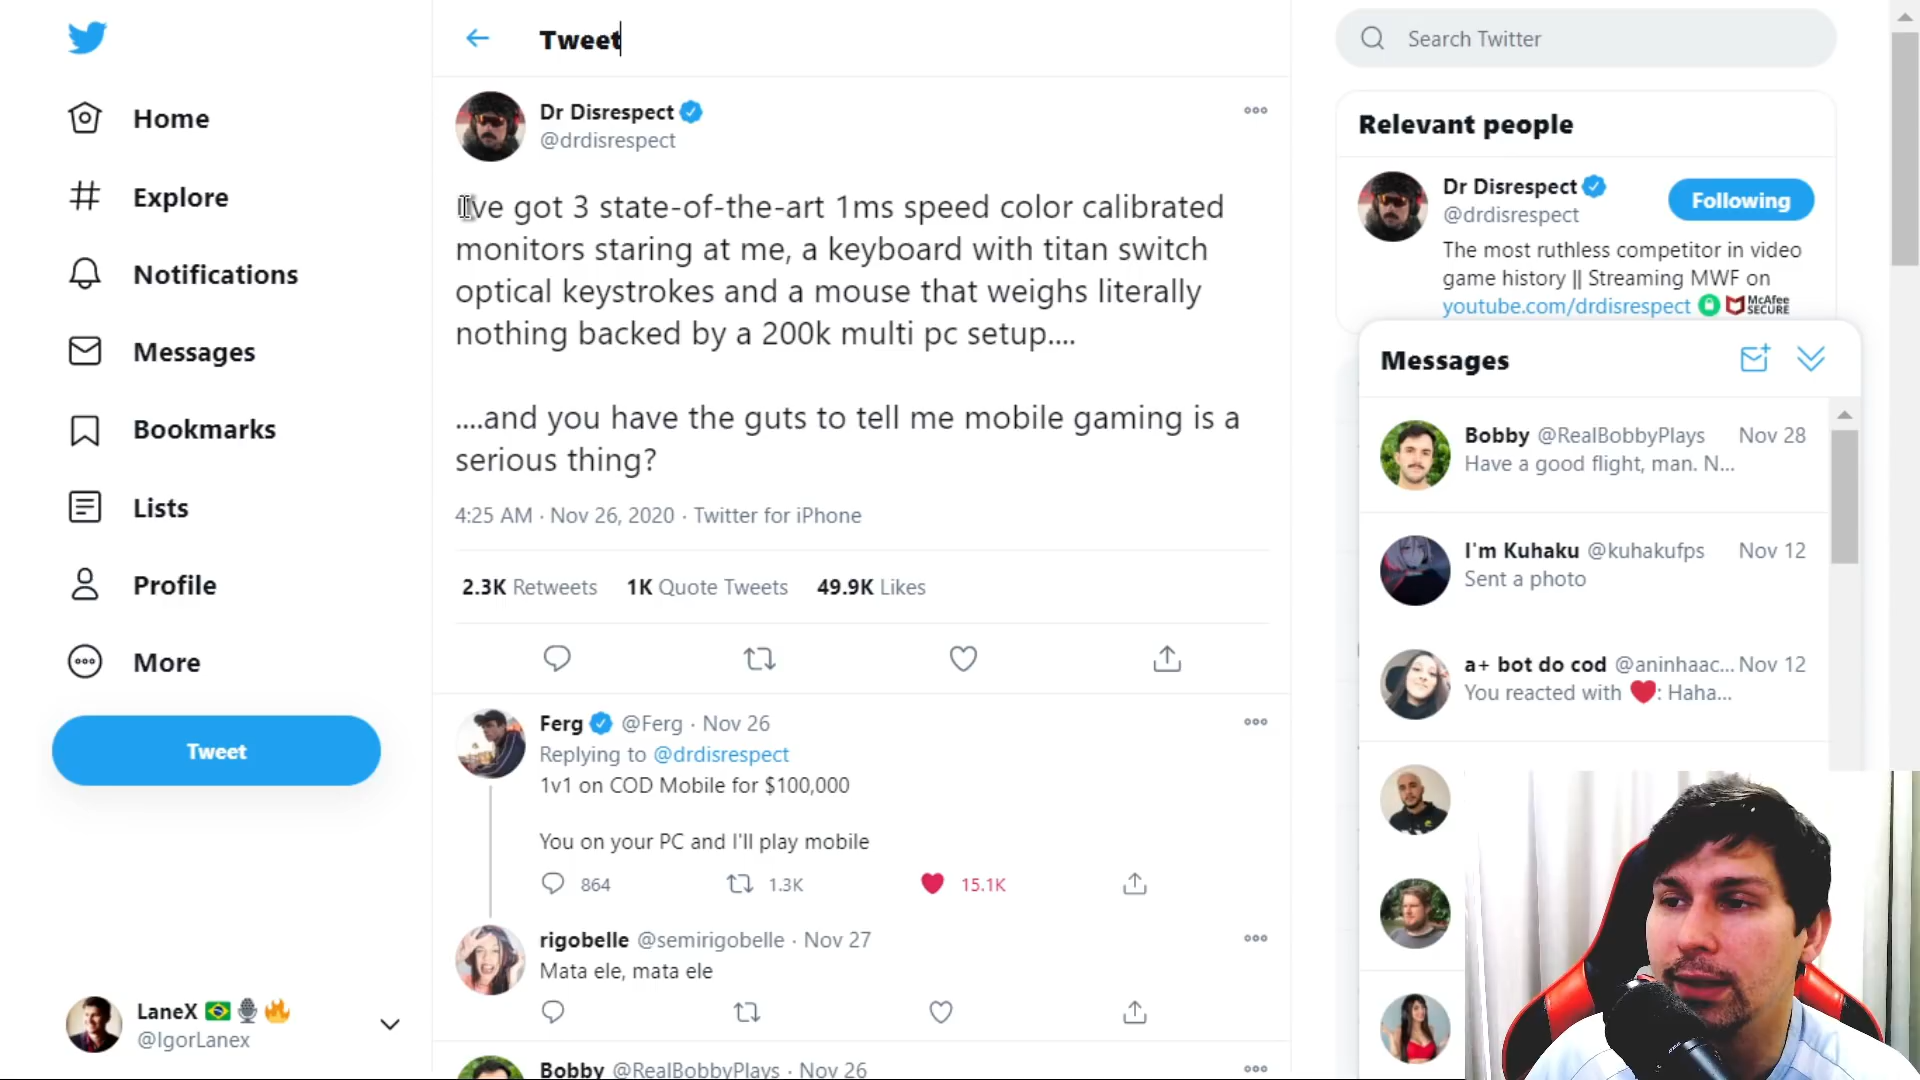 Home
Explore
Notifications
Messages
Bookmarks
Lists
Profile
More
Tweet
LaneX
@IgorLanex
Tweet
Dr Disrespect
@drdisrespect
I've got 3 state-of-the-art 1ms speed color calibrated
monitors staring at me, a keyboard with titan switch
optical keystrokes and a mouse that weighs literally
nothing backed by a 200k multi pc setup....
....and you have the guts to tell me mobile gaming is a
serious thing?
4:25 AM · Nov 26, 2020 · Twitter for iPhone
2.3K Retweets 1K Quote Tweets 49.9K Likes
Ferg @Ferg · Nov 26
Replying to @drdisrespect
1v1 on COD Mobile for $100,000
You on your PC and I'll play mobile
864 1.3K 15.1K
rigobelle @semirigobelle · Nov 27
Mata ele, mata ele
Bobby @RealBobbyPlays · Nov 26
Search Twitter
Relevant people
Dr Disrespect
@drdisrespect
Following
The most ruthless competitor in video
game history || Streaming MWF on
youtube.com/drdisrespect McAfee SECURE
Messages
Bobby @RealBobbyPlays Nov 28
Have a good flight, man. N...
I'm Kuhaku @kuhakufps Nov 12
Sent a photo
a+ bot do cod @aninhaac... Nov 12
You reacted with ❤: Haha...